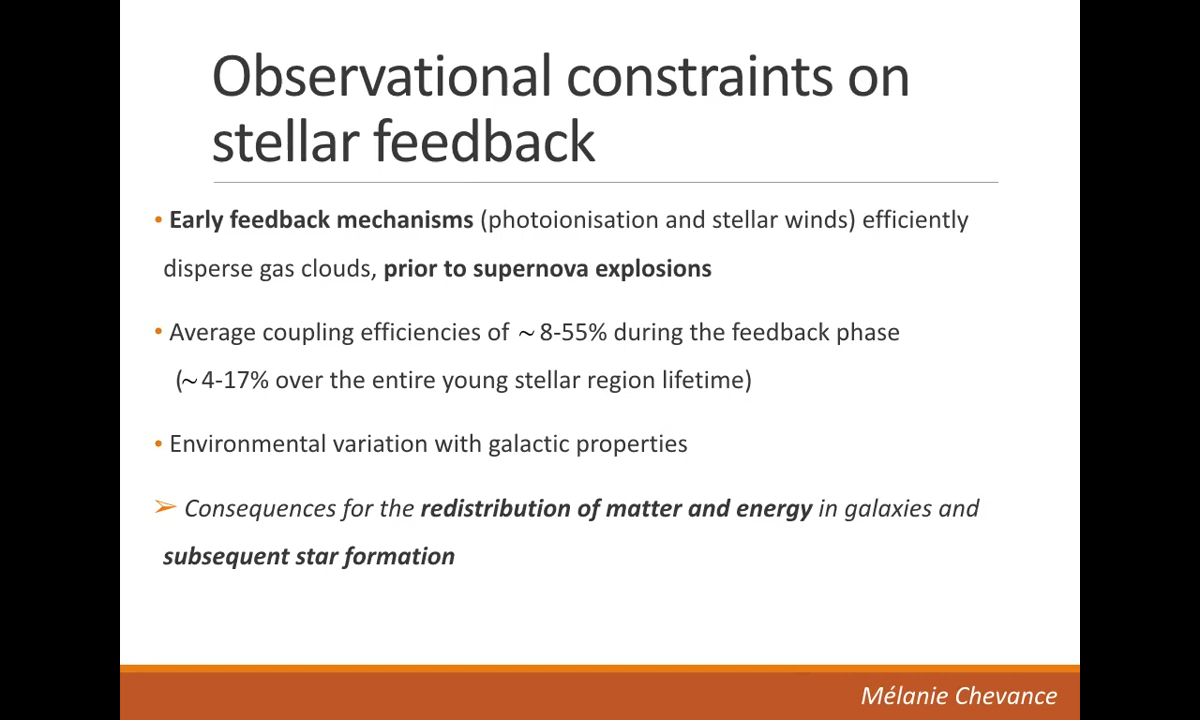 Observational constraints on
stellar feedback
• Early feedback mechanisms (photoionisation and stellar winds) efficiently
disperse gas clouds, prior to supernova explosions
• Average coupling efficiencies of ~ 8-55% during the feedback phase
(~ 4-17% over the entire young stellar region lifetime)
• Environmental variation with galactic properties
➢ Consequences for the redistribution of matter and energy in galaxies and
subsequent star formation
Mélanie Chevance